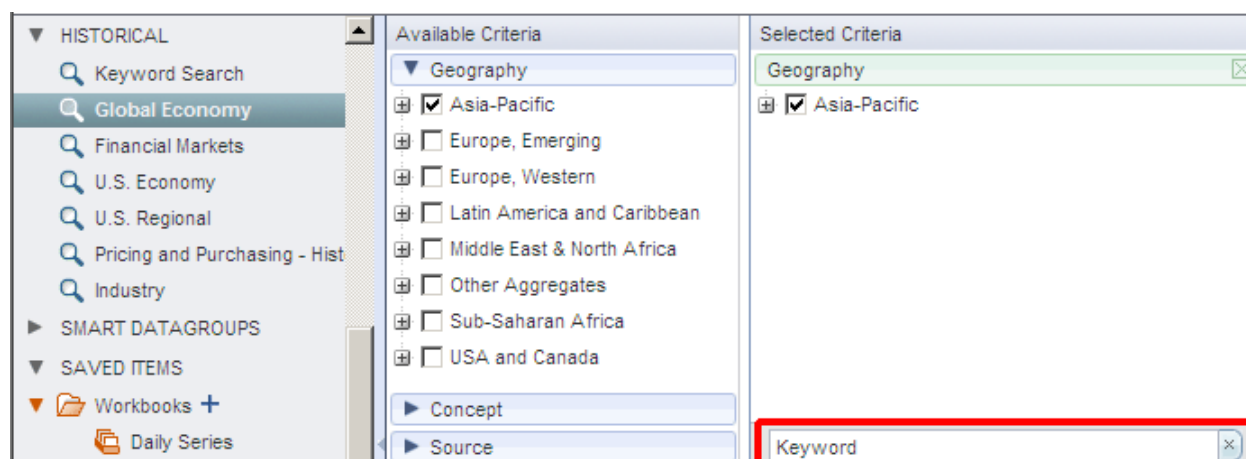 HISTORICAL
Keyword Search
Global Economy
Financial Markets
U.S. Economy
U.S. Regional
Pricing and Purchasing - Hist
Industry
SMART DATAGROUPS
SAVED ITEMS
Workbooks +
Daily Series
Available Criteria
Geography
Asia-Pacific
Europe, Emerging
Europe, Western
Latin America and Caribbean
Middle East & North Africa
Other Aggregates
Sub-Saharan Africa
USA and Canada
Concept
Source
Selected Criteria
Geography
Asia-Pacific
Keyword